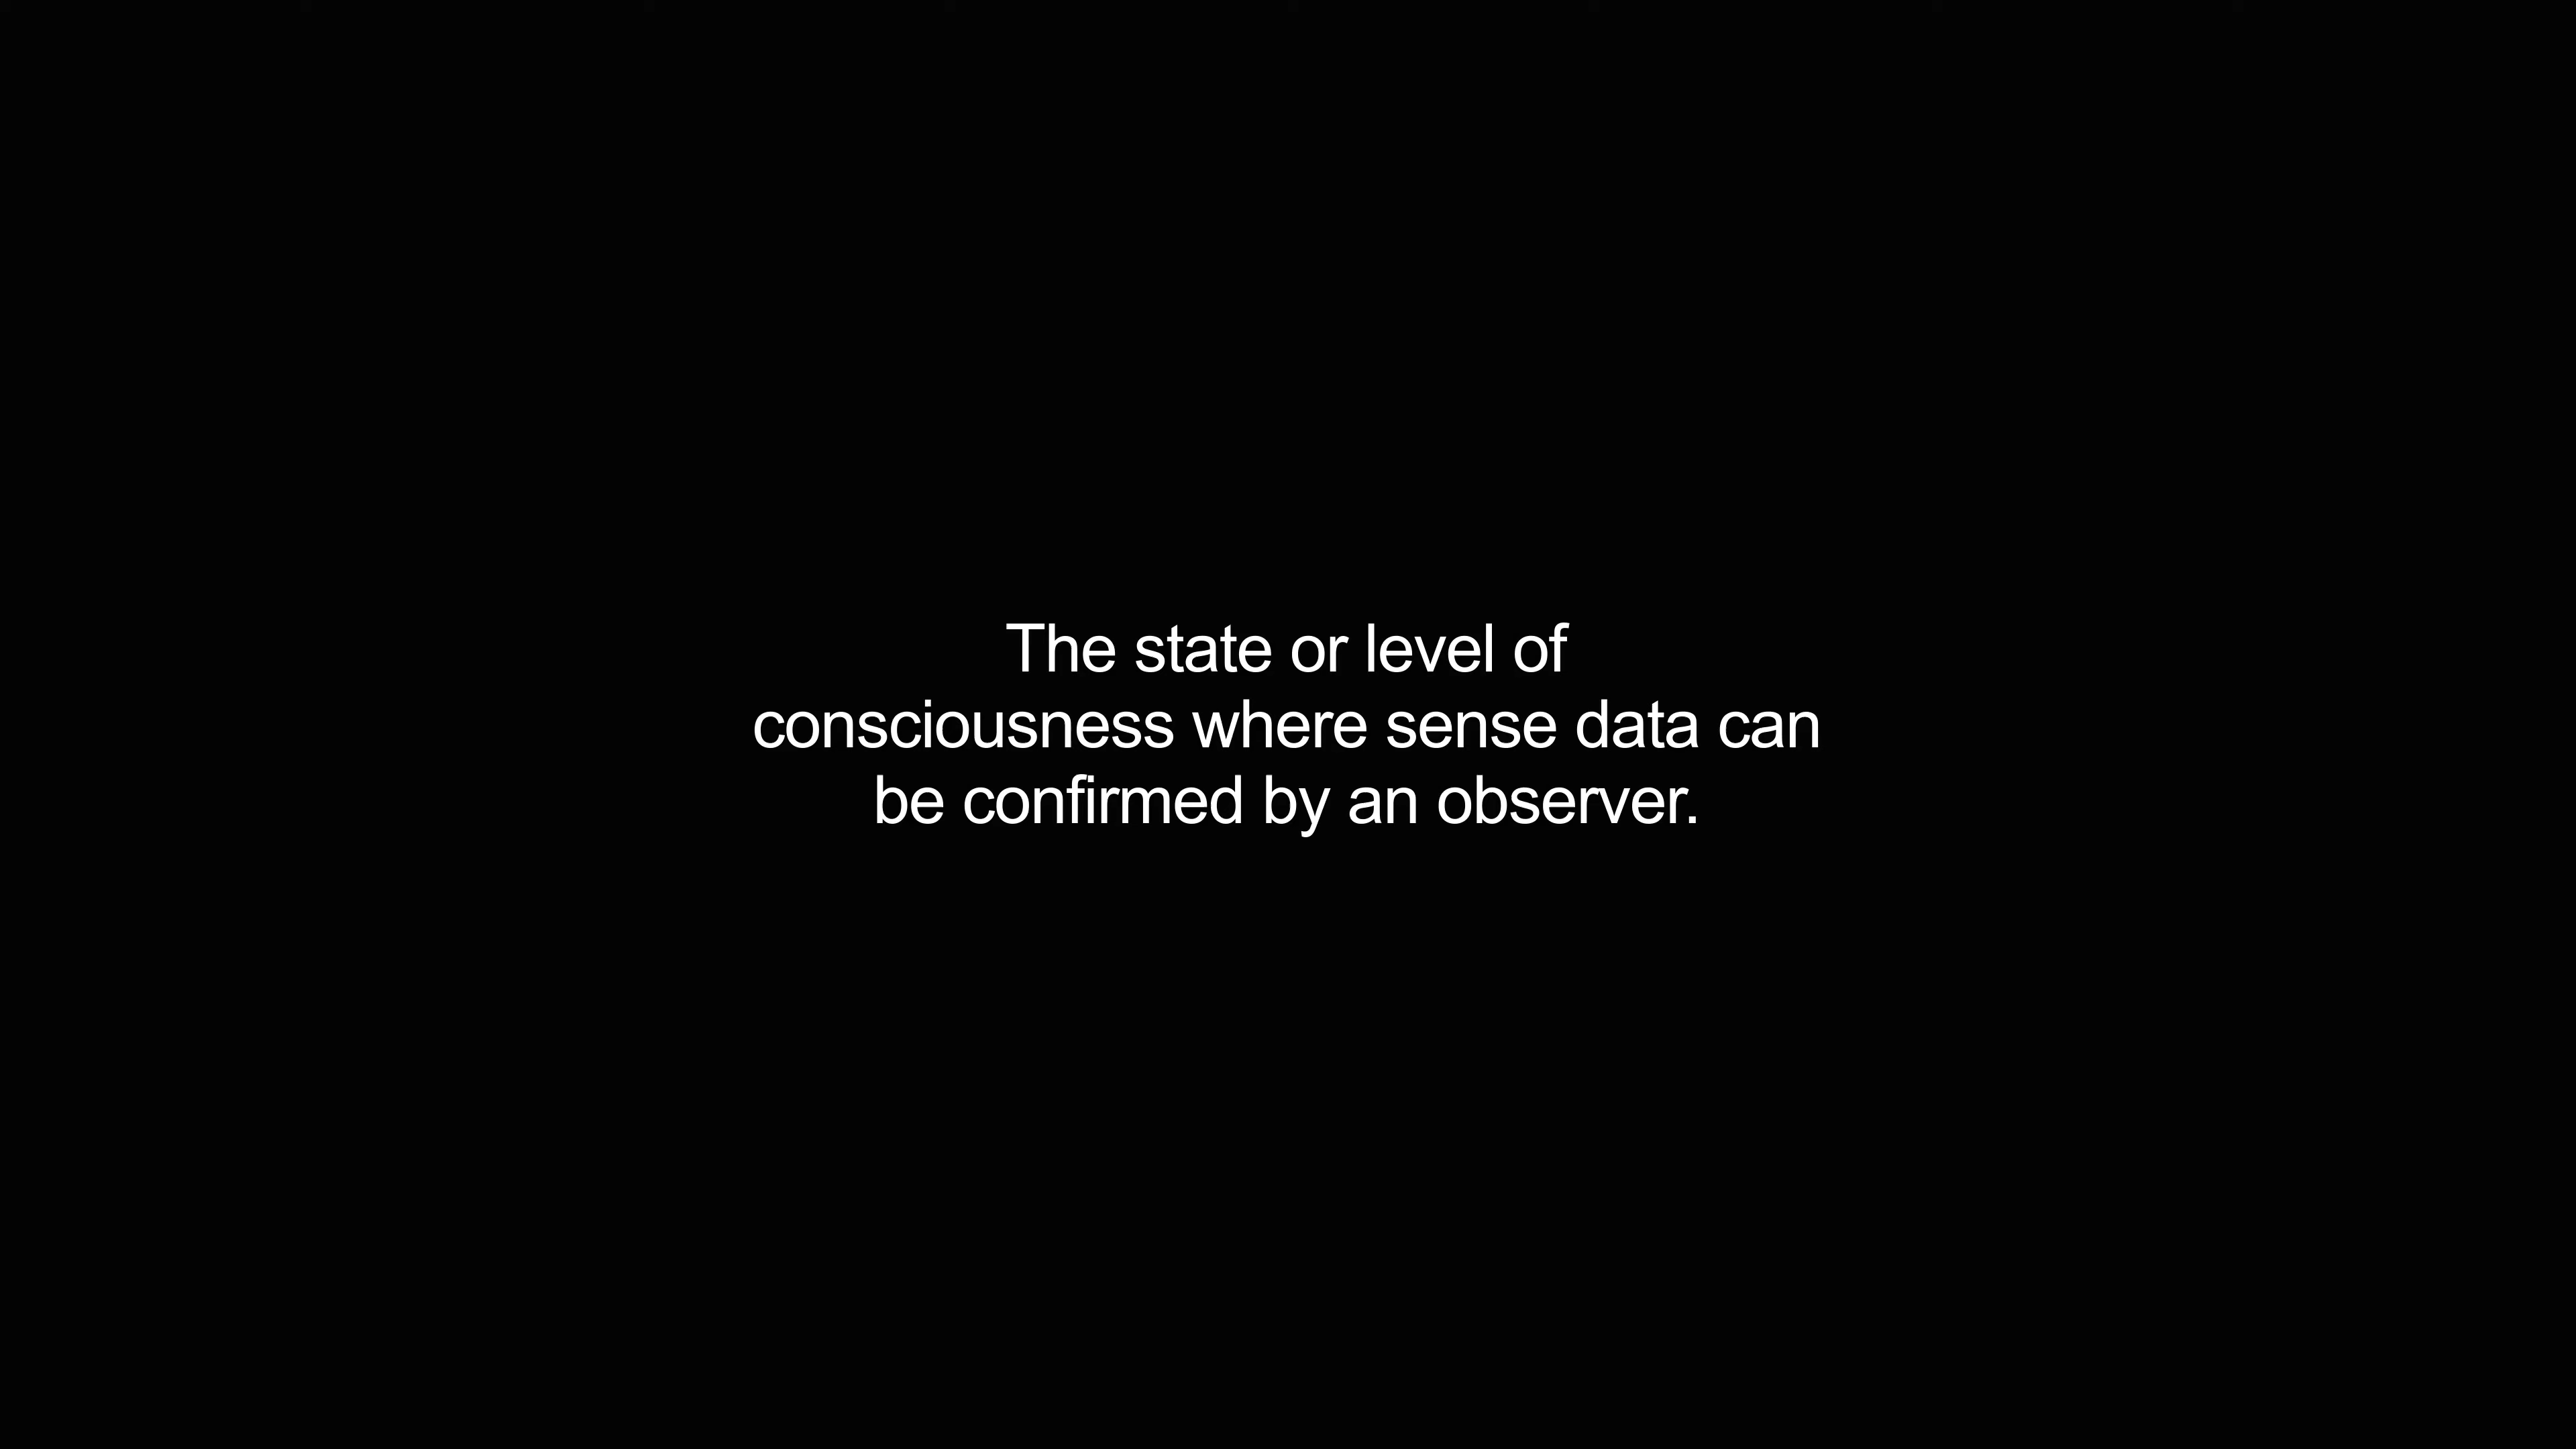 The state or level of
consciousness where sense data can
be confirmed by an observer.